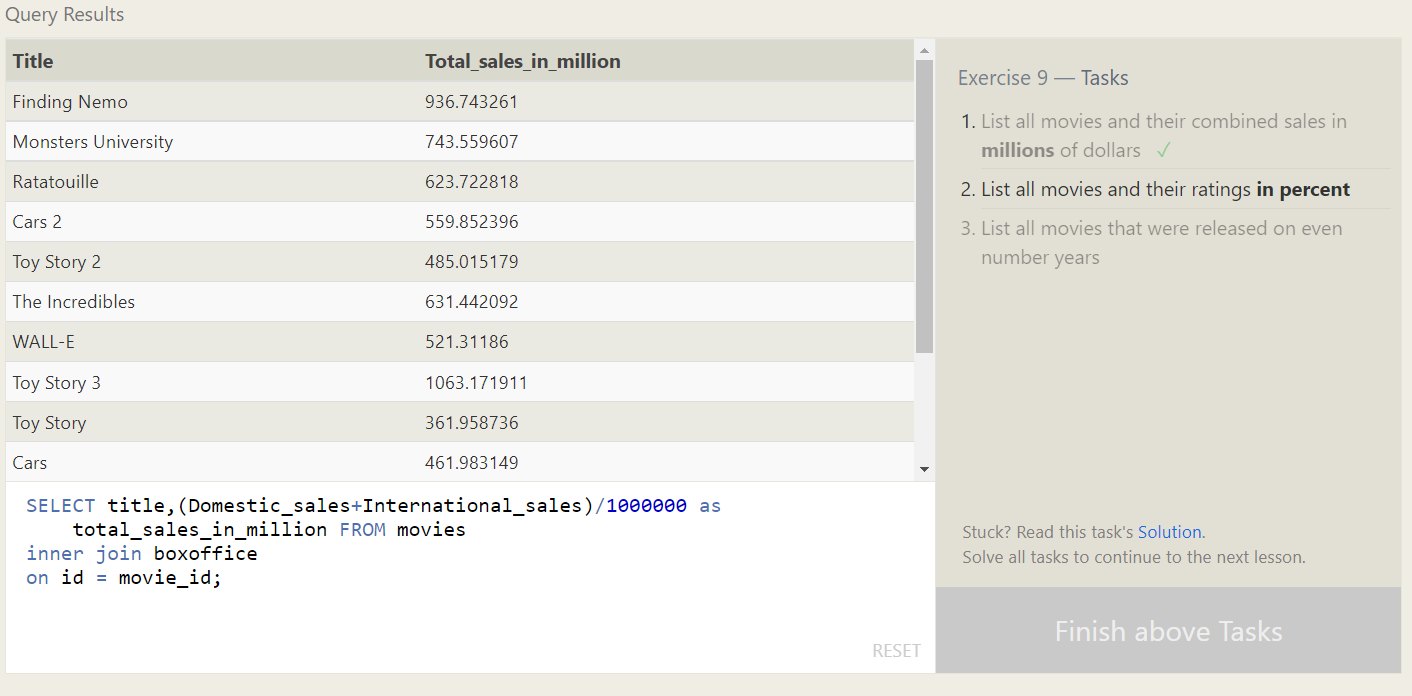 Query Results
Title Total_sales_in_million
Finding Nemo 936.743261
Monsters University 743.559607
Ratatouille 623.722818
Cars 2 559.852396
Toy Story 2 485.015179
The Incredibles 631.442092
WALL-E 521.31186
Toy Story 3 1063.171911
Toy Story 361.958736
Cars 461.983149
SELECT title,(Domestic_sales+International_sales)/1000000 as
total_sales_in_million FROM movies
inner join boxoffice
on id = movie_id;
RESET
Exercise 9 — Tasks
1. List all movies and their combined sales in
millions of dollars ✓
2. List all movies and their ratings in percent
3. List all movies that were released on even
number years
Stuck? Read this task's Solution.
Solve all tasks to continue to the next lesson.
Finish above Tasks